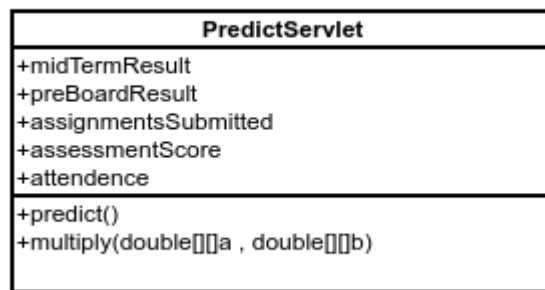 PredictServlet
+midTermResult
+preBoardResult
+assignmentsSubmitted
+assessmentScore
+attendence
+predict()
+multiply(double[][]a , double[][]b)